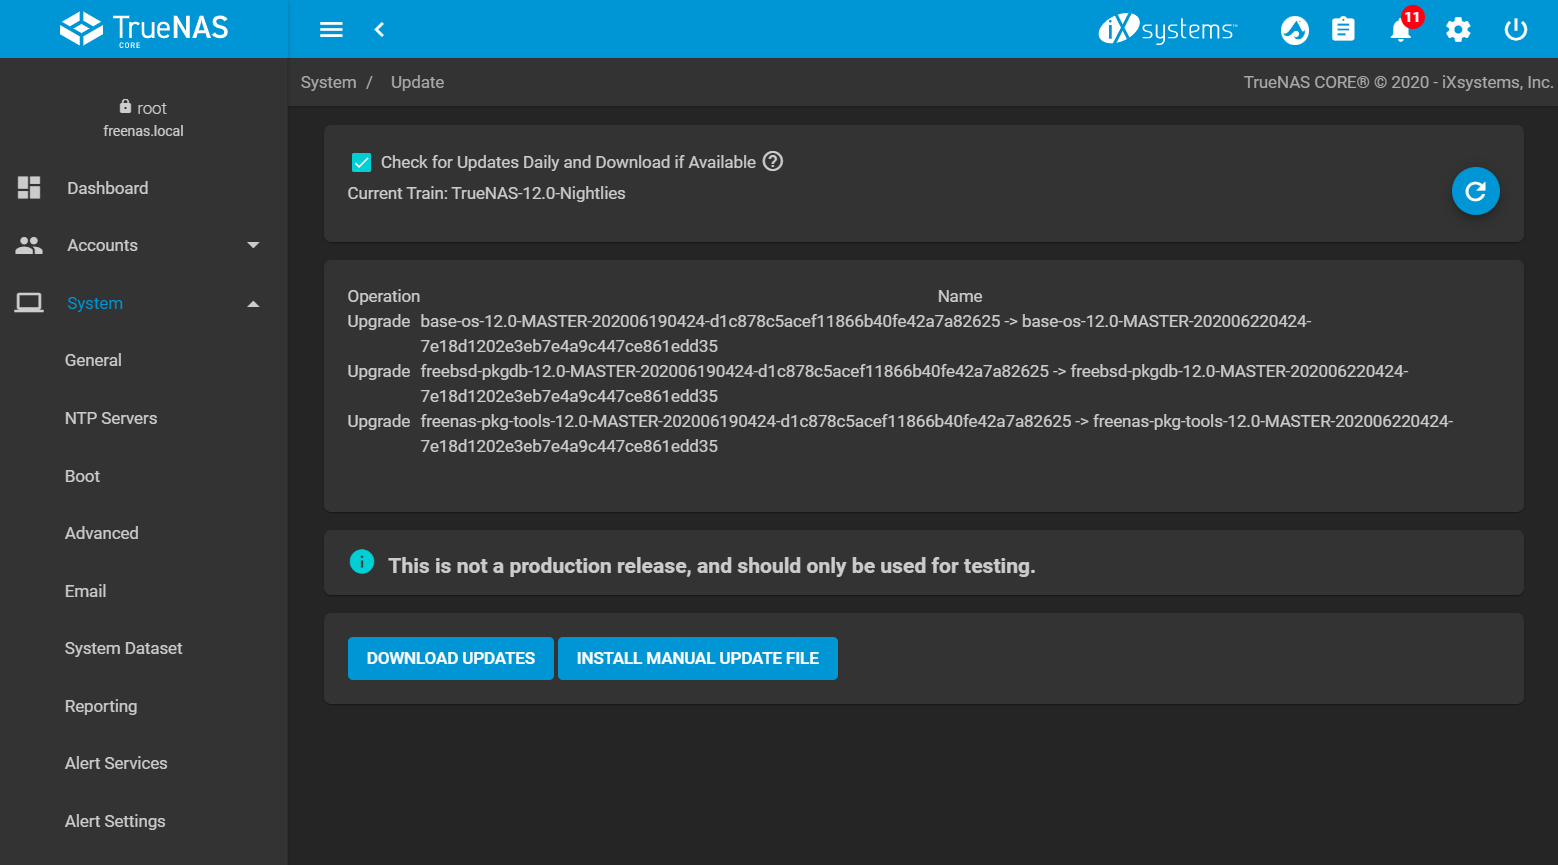 TrueNAS
CORE
iXsystems™
11
System / Update
TrueNAS CORE® © 2020 - iXsystems, Inc.
root
freenas.local
Dashboard
Accounts
System
General
NTP Servers
Boot
Advanced
Email
System Dataset
Reporting
Alert Services
Alert Settings
Check for Updates Daily and Download if Available ?
Current Train: TrueNAS-12.0-Nightlies
Operation Name
Upgrade base-os-12.0-MASTER-202006190424-d1c878c5acef11866b40fe42a7a82625 -> base-os-12.0-MASTER-202006220424-
7e18d1202e3eb7e4a9c447ce861edd35
Upgrade freebsd-pkgdb-12.0-MASTER-202006190424-d1c878c5acef11866b40fe42a7a82625 -> freebsd-pkgdb-12.0-MASTER-202006220424-
7e18d1202e3eb7e4a9c447ce861edd35
Upgrade freenas-pkg-tools-12.0-MASTER-202006190424-d1c878c5acef11866b40fe42a7a82625 -> freenas-pkg-tools-12.0-MASTER-202006220424-
7e18d1202e3eb7e4a9c447ce861edd35
This is not a production release, and should only be used for testing.
DOWNLOAD UPDATES
INSTALL MANUAL UPDATE FILE